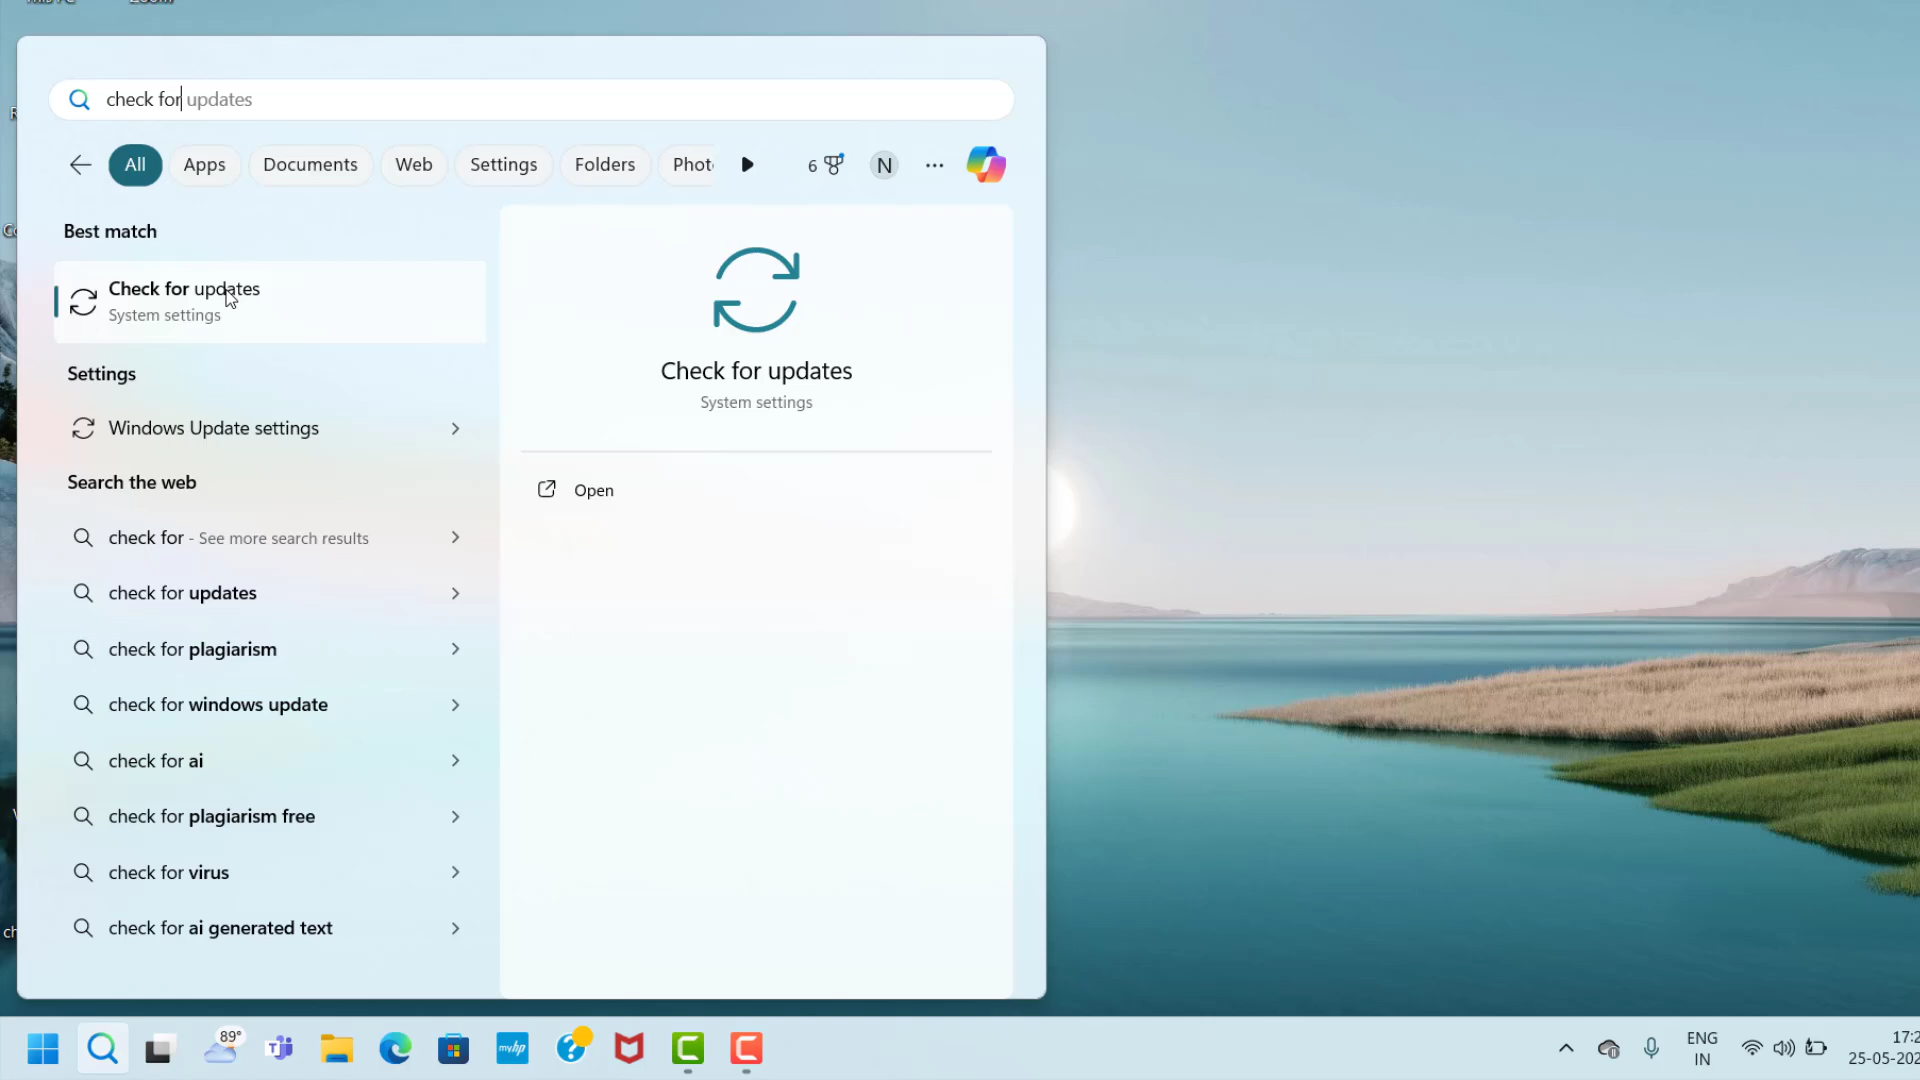 check for updates
All Apps Documents Web Settings Folders Phot 6 N
Best match
Check for updates
System settings
Settings
Windows Update settings
Search the web
check for - See more search results
check for updates
check for plagiarism
check for windows update
check for ai
check for plagiarism free
check for virus
check for ai generated text
Check for updates
System settings
Open
89°
myhp
ENG
IN
17:2
25-05-202